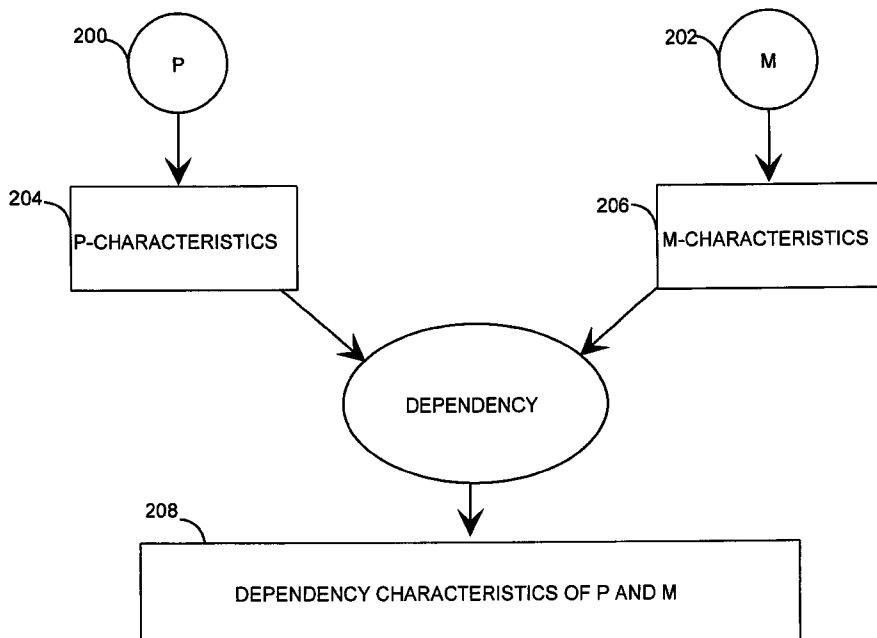 200
P
202
M
204
P-CHARACTERISTICS
206
M-CHARACTERISTICS
DEPENDENCY
208
DEPENDENCY CHARACTERISTICS OF P AND M